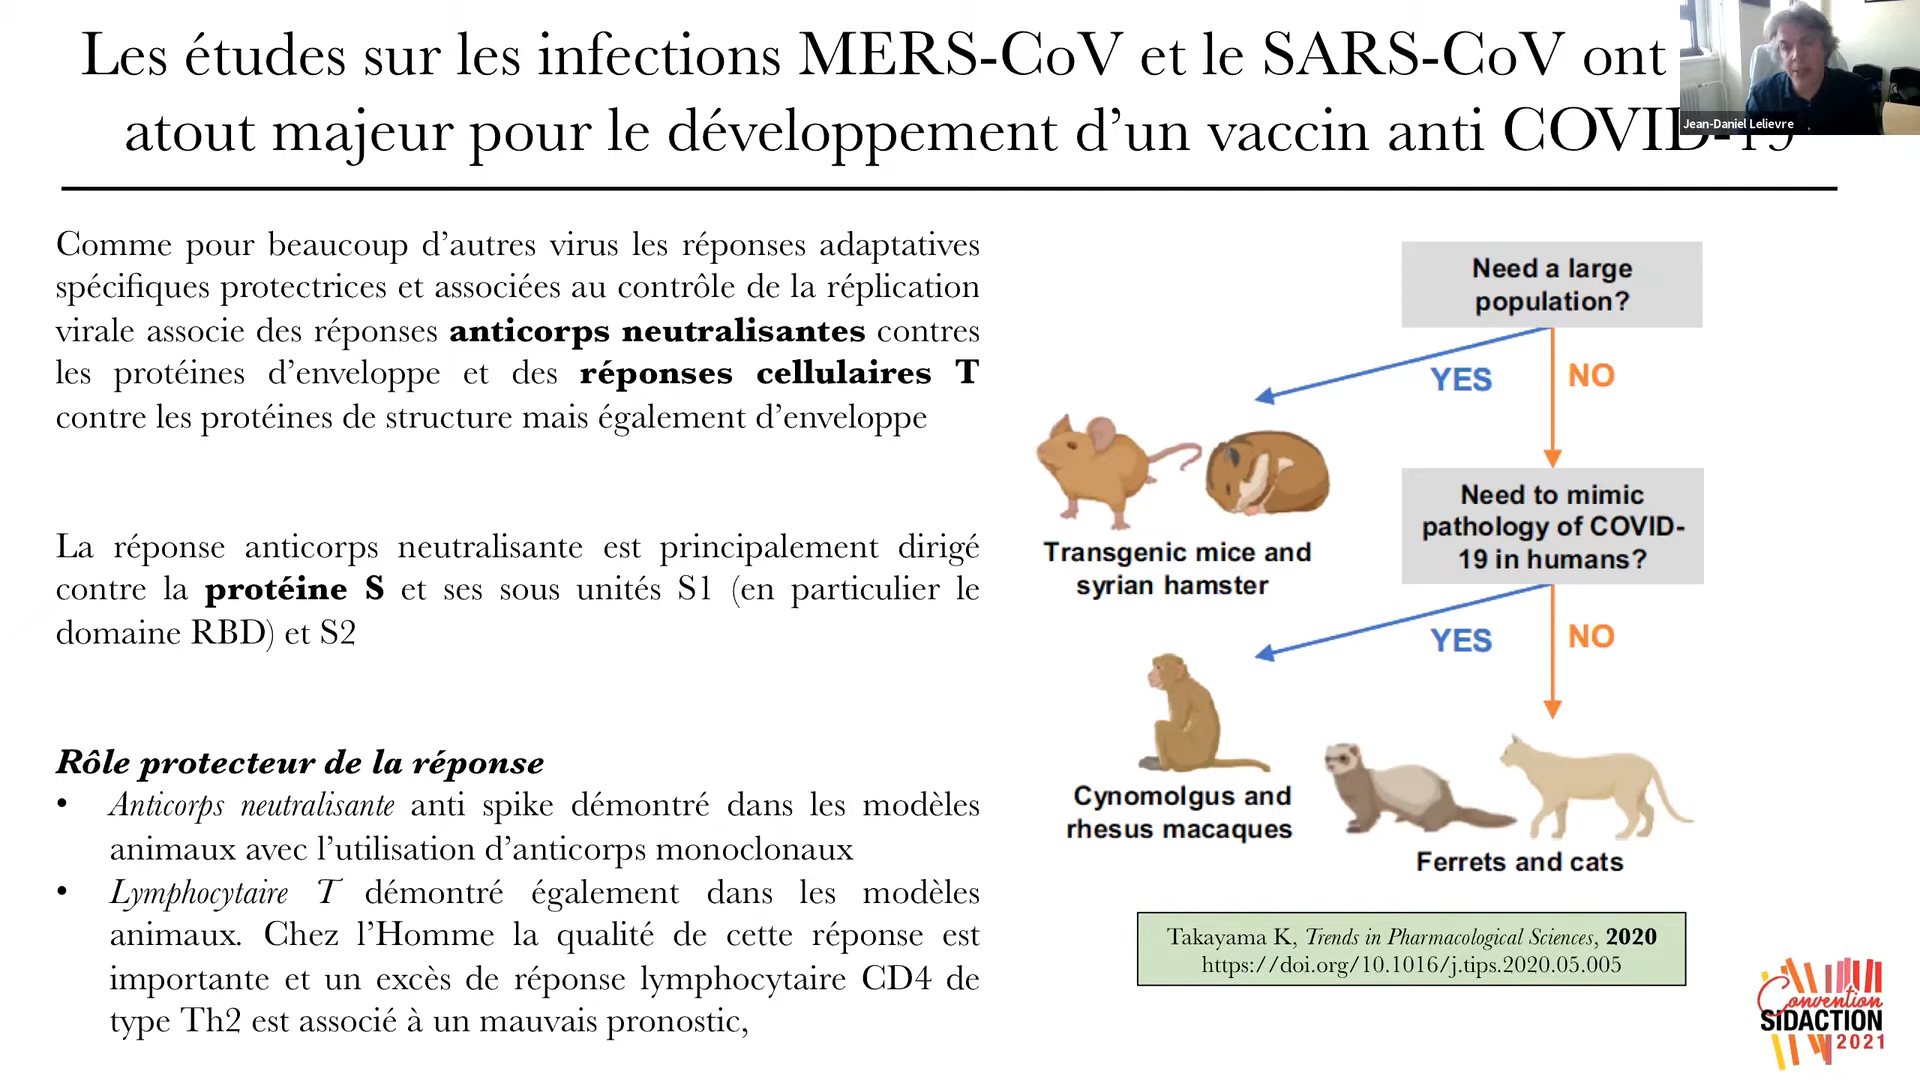 Les études sur les infections MERS-CoV et le SARS-CoV ont
atout majeur pour le développement d'un vaccin anti COVID-19
Jean-Daniel Lelievre
Comme pour beaucoup d'autres virus les réponses adaptatives
spécifiques protectrices et associées au contrôle de la réplication
virale associe des réponses anticorps neutralisantes contres
les protéines d'enveloppe et des réponses cellulaires T
contre les protéines de structure mais également d'enveloppe
La réponse anticorps neutralisante est principalement dirigé
contre la protéine S et ses sous unités S1 (en particulier le
domaine RBD) et S2
Rôle protecteur de la réponse
• Anticorps neutralisante anti spike démontré dans les modèles
animaux avec l'utilisation d'anticorps monoclonaux
• Lymphocytaire T démontré également dans les modèles
animaux. Chez l'Homme la qualité de cette réponse est
importante et un excès de réponse lymphocytaire CD4 de
type Th2 est associé à un mauvais pronostic,
Need a large
population?
YES
NO
Transgenic mice and
syrian hamster
Need to mimic
pathology of COVID-
19 in humans?
YES
NO
Cynomolgus and
rhesus macaques
Ferrets and cats
Takayama K, Trends in Pharmacological Sciences, 2020
https://doi.org/10.1016/j.tips.2020.05.005
Convention
SIDACTION
2021